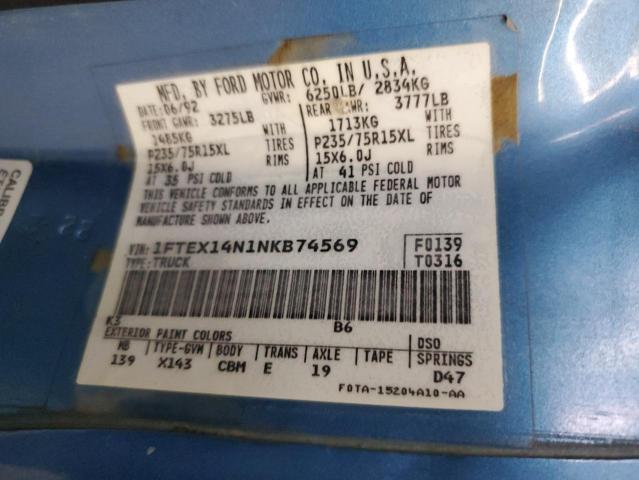 MFD. BY FORD MOTOR CO. IN U.S.A.
DATE: 06/92 GVWR: 6250LB/ 2834KG
FRONT GAWR: 3275LB REAR GAWR: 3777LB
1485KG WITH 1713KG WITH
P235/75R15XL TIRES P235/75R15XL TIRES
15X6.0J RIMS 15X6.0J RIMS
AT 35 PSI COLD AT 41 PSI COLD
THIS VEHICLE CONFORMS TO ALL APPLICABLE FEDERAL MOTOR
VEHICLE SAFETY STANDARDS IN EFFECT ON THE DATE OF
MANUFACTURE SHOWN ABOVE.
VIN: 1FTEX14N1NKB74569 F0139
TYPE: TRUCK T0316
K3 B6
EXTERIOR PAINT COLORS DSO
WB TYPE-GVW BODY TRANS AXLE TAPE SPRINGS
139 X143 CBM E 19 D47
F0TA-15204A10-AA
CALIBR